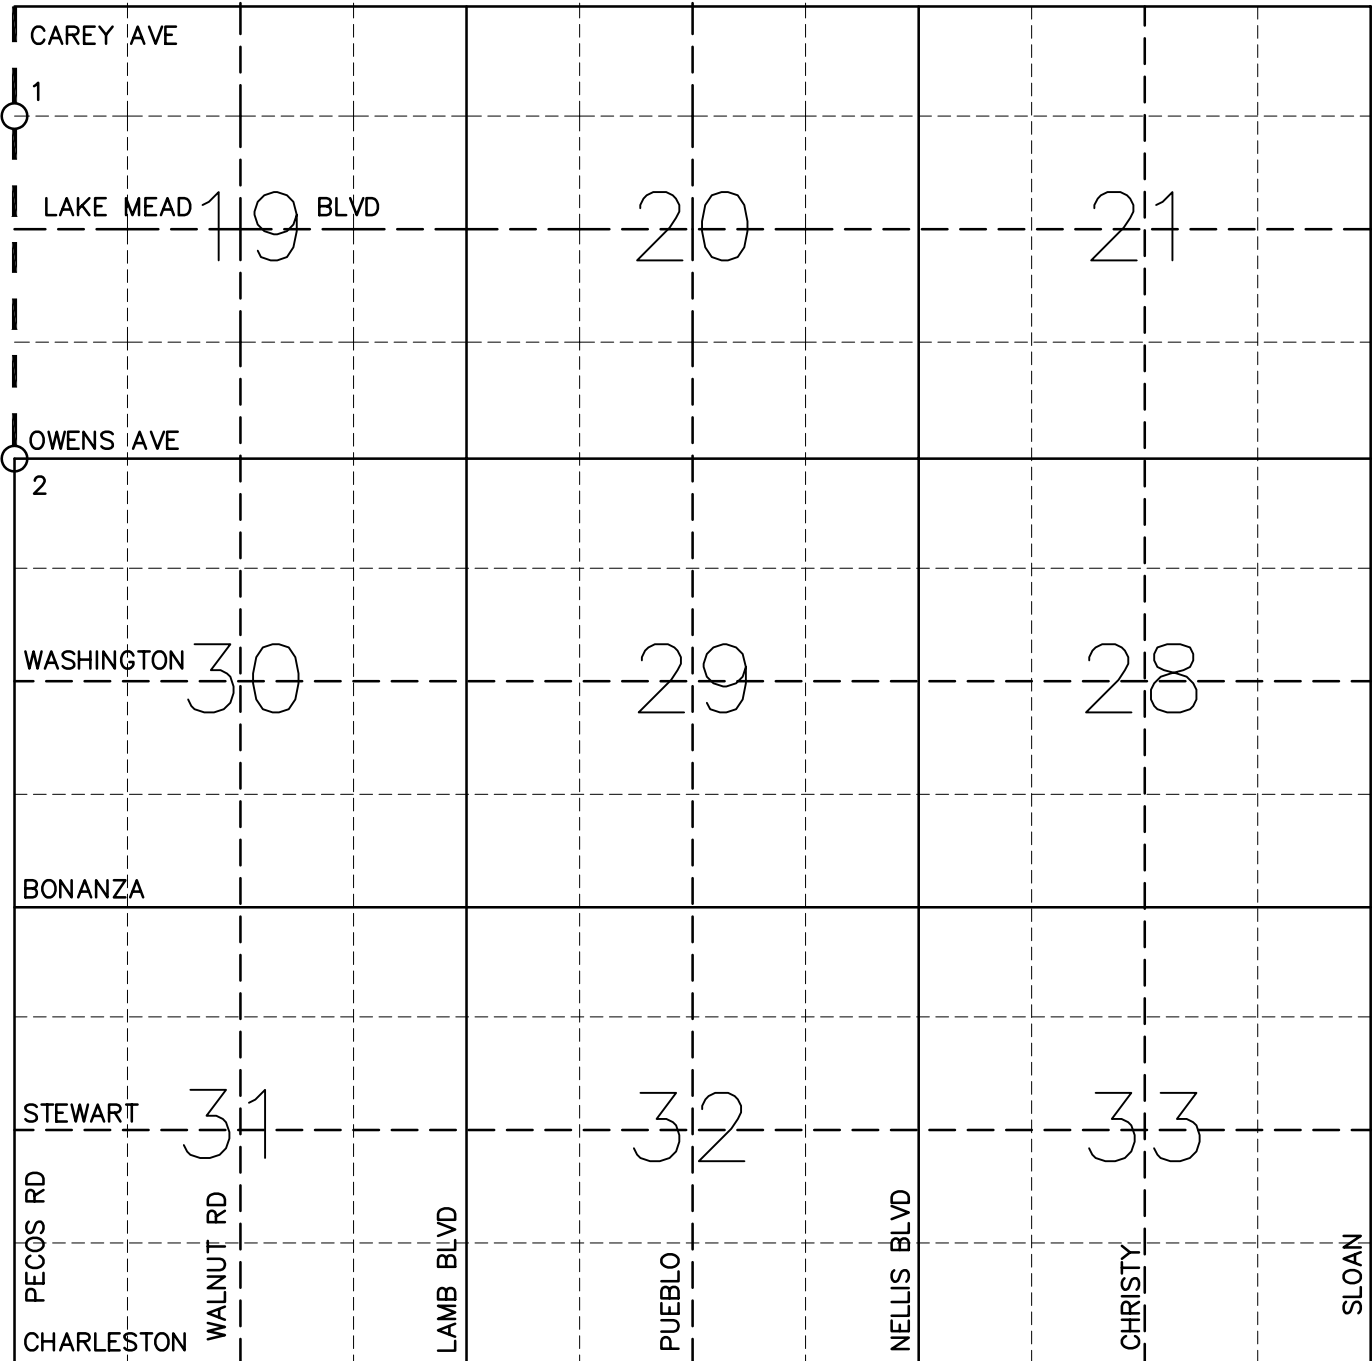 CAREY AVE
1
LAKE MEAD 19 BLVD
20
21
OWENS AVE
2
WASHINGTON 30
29
28
BONANZA
STEWART 31
32
33
PECOS RD
WALNUT RD
LAMB BLVD
PUEBLO
NELLIS BLVD
CHRISTY
SLOAN
CHARLESTON